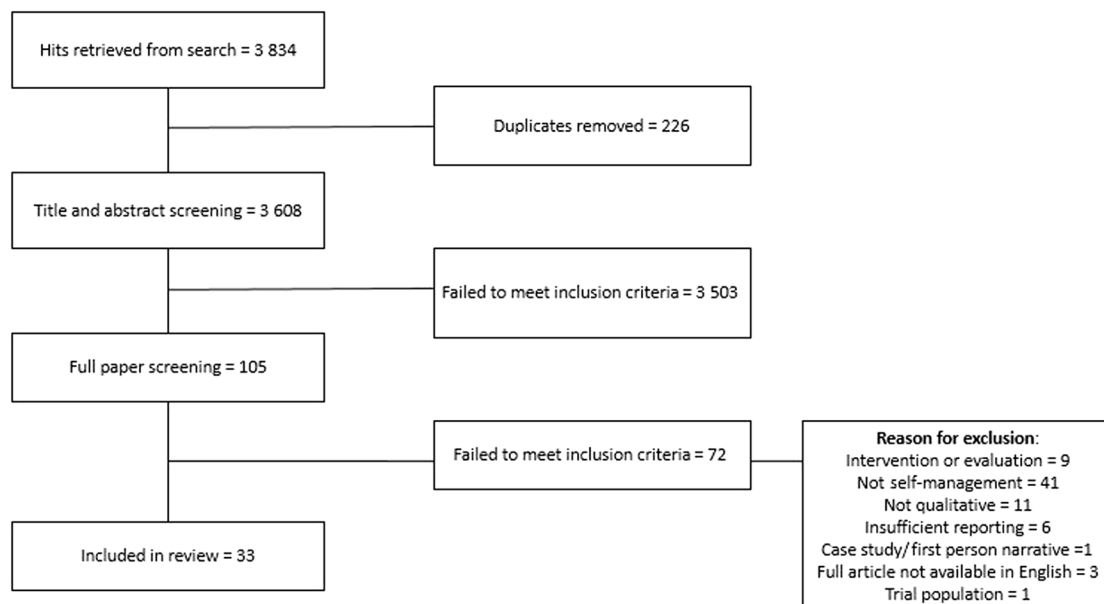 Hits retrieved from search = 3 834
Duplicates removed = 226
Title and abstract screening = 3 608
Failed to meet inclusion criteria = 3 503
Full paper screening = 105
Failed to meet inclusion criteria = 72
Reason for exclusion:
Intervention or evaluation = 9
Not self-management = 41
Not qualitative = 11
Insufficient reporting = 6
Case study/first person narrative =1
Full article not available in English = 3
Trial population = 1
Included in review = 33